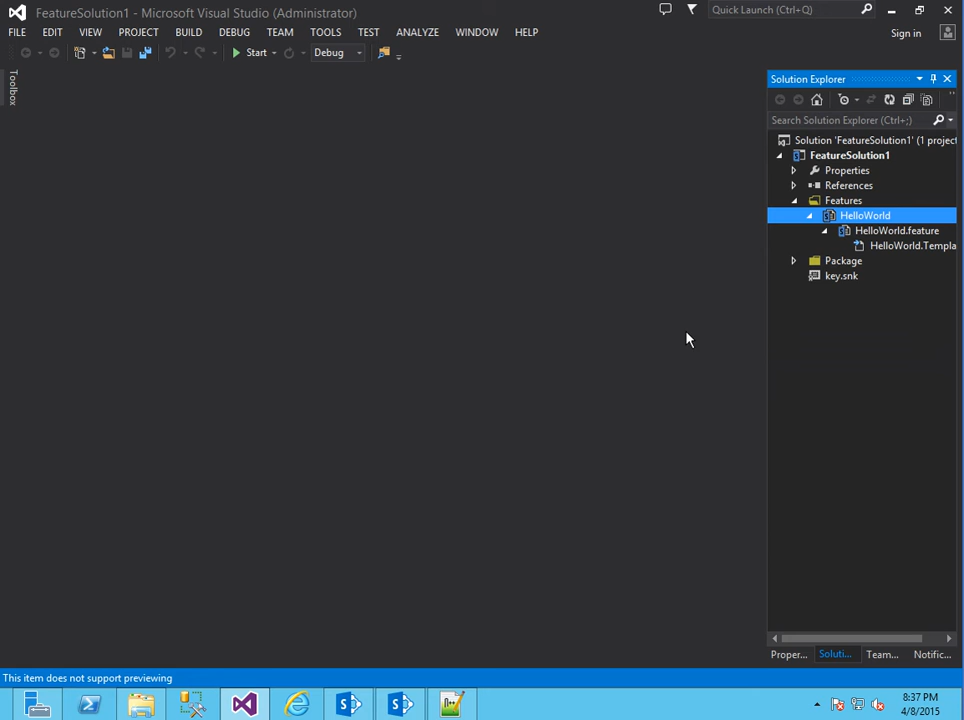 FeatureSolution1 - Microsoft Visual Studio (Administrator)
Quick Launch (Ctrl+Q)
FILE EDIT VIEW PROJECT BUILD DEBUG TEAM TOOLS TEST ANALYZE WINDOW HELP
Sign in
Start
Debug
Toolbox
Solution Explorer
Search Solution Explorer (Ctrl+;)
Solution 'FeatureSolution1' (1 project
FeatureSolution1
Properties
References
Features
HelloWorld
HelloWorld.feature
HelloWorld.Templa
Package
key.snk
Proper... Soluti... Team... Notific...
This item does not support previewing
8:37 PM
4/8/2015